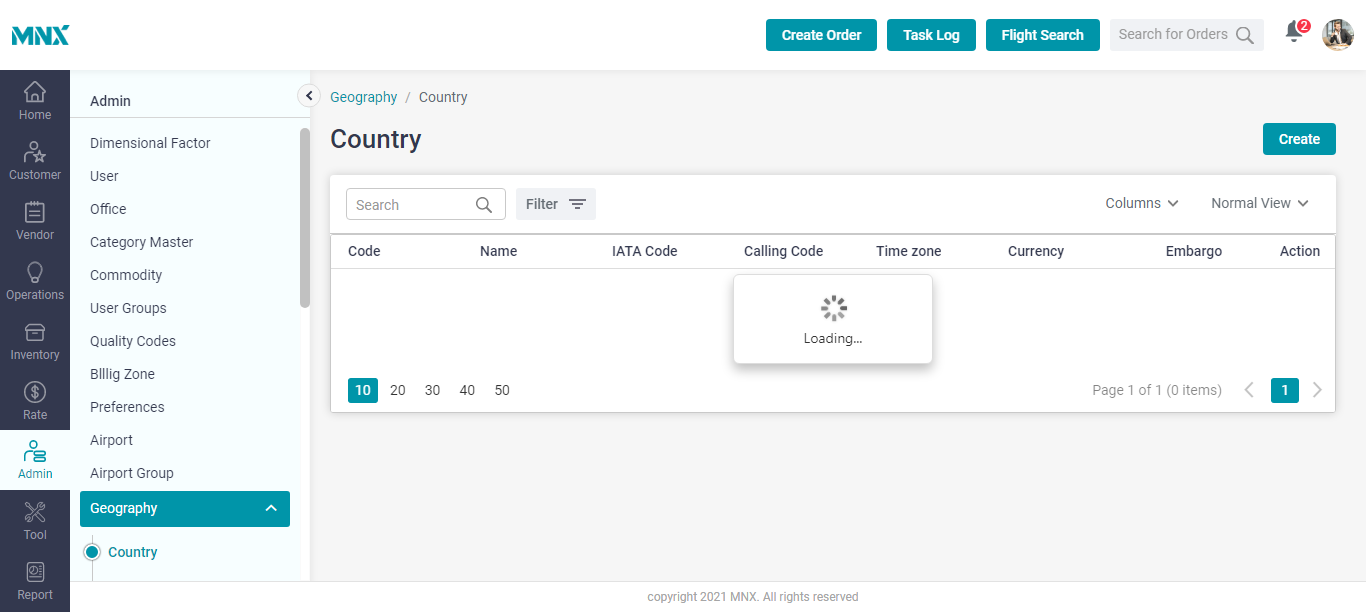 MNX
Create Order
Task Log
Flight Search
Search for Orders
2
Home
Customer
Vendor
Operations
Inventory
Rate
Admin
Tool
Report
Admin
Dimensional Factor
User
Office
Category Master
Commodity
User Groups
Quality Codes
Blllig Zone
Preferences
Airport
Airport Group
Geography
Country
Geography / Country
Country
Create
Search
Filter
Columns
Normal View
Code Name IATA Code Calling Code Time zone Currency Embargo Action
Loading...
10 20 30 40 50
Page 1 of 1 (0 items) 1
copyright 2021 MNX. All rights reserved